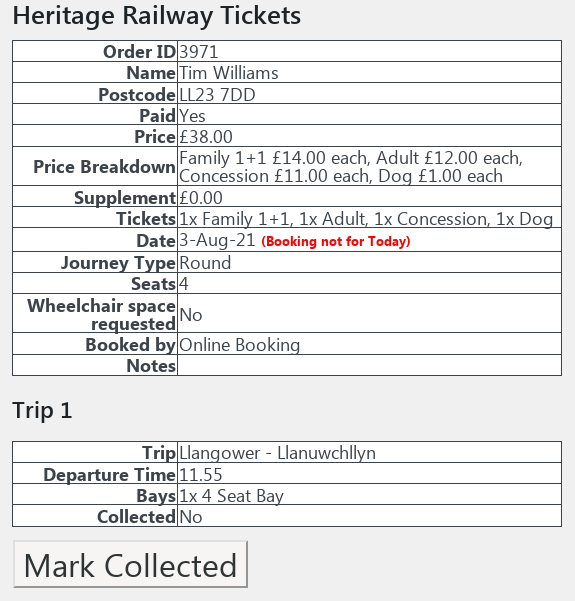 Heritage Railway Tickets
Order ID 3971
Name Tim Williams
Postcode LL23 7DD
Paid Yes
Price £38.00
Price Breakdown Family 1+1 £14.00 each, Adult £12.00 each,
Concession £11.00 each, Dog £1.00 each
Supplement £0.00
Tickets 1x Family 1+1, 1x Adult, 1x Concession, 1x Dog
Date 3-Aug-21 (Booking not for Today)
Journey Type Round
Seats 4
Wheelchair space
requested No
Booked by Online Booking
Notes
Trip 1
Trip Llangower - Llanuwchllyn
Departure Time 11.55
Bays 1x 4 Seat Bay
Collected No
Mark Collected